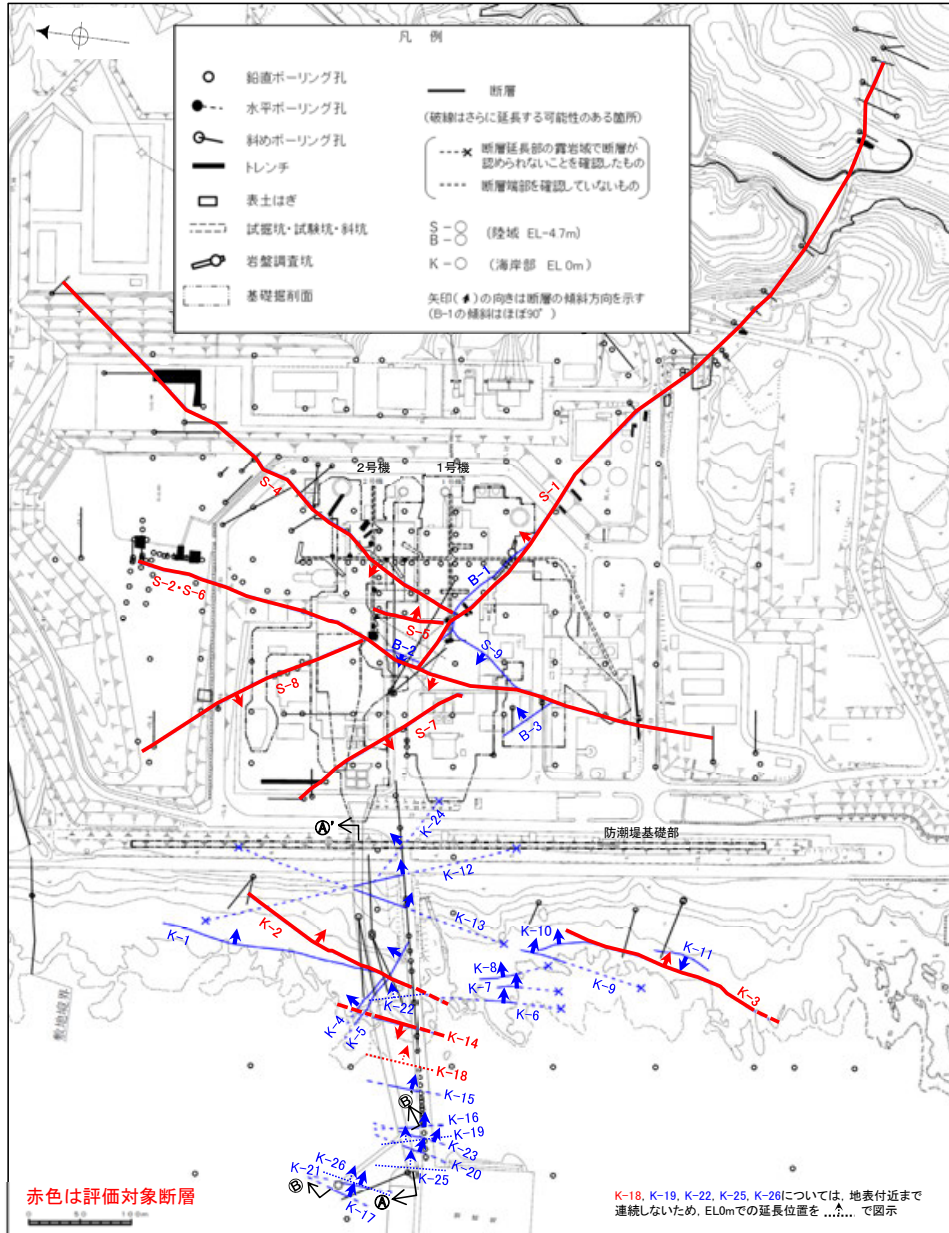 凡 例
鉛直ボーリング孔
水平ボーリング孔
斜めボーリング孔
トレンチ
表土はぎ
試掘坑・試験坑・斜坑
岩盤調査坑
基礎掘削面
断層
(破線はさらに延長する可能性のある箇所)
断層延長部の露岩域で断層が
認められないことを確認したもの
断層端部を確認していないもの
S-○
B-○
(陸域 EL-4.7m)
K-○
(海岸部 EL 0m)
矢印( )の向きは断層の傾斜方向を示す
(B-1の傾斜はほぼ90°)
2号機
1号機
S-4
S-1
S-2・S-6
B-1
S-5
B-2
S-9
S-8
S-7
B-3
K-24
Ⓐ'
防潮堤基礎部
K-12
K-2
K-13
K-1
K-10
K-11
K-8
K-7
K-9
K-6
K-3
K-22
K-4
K-5
K-14
K-18
K-15
Ⓑ
K-16
K-19
K-23
K-20
K-26
K-21
K-25
Ⓑ'
K-17
Ⓐ
敷地境界
赤色は評価対象断層
0
100m
K-18, K-19, K-22, K-25, K-26については, 地表付近まで
連続しないため, EL0mでの延長位置を で図示